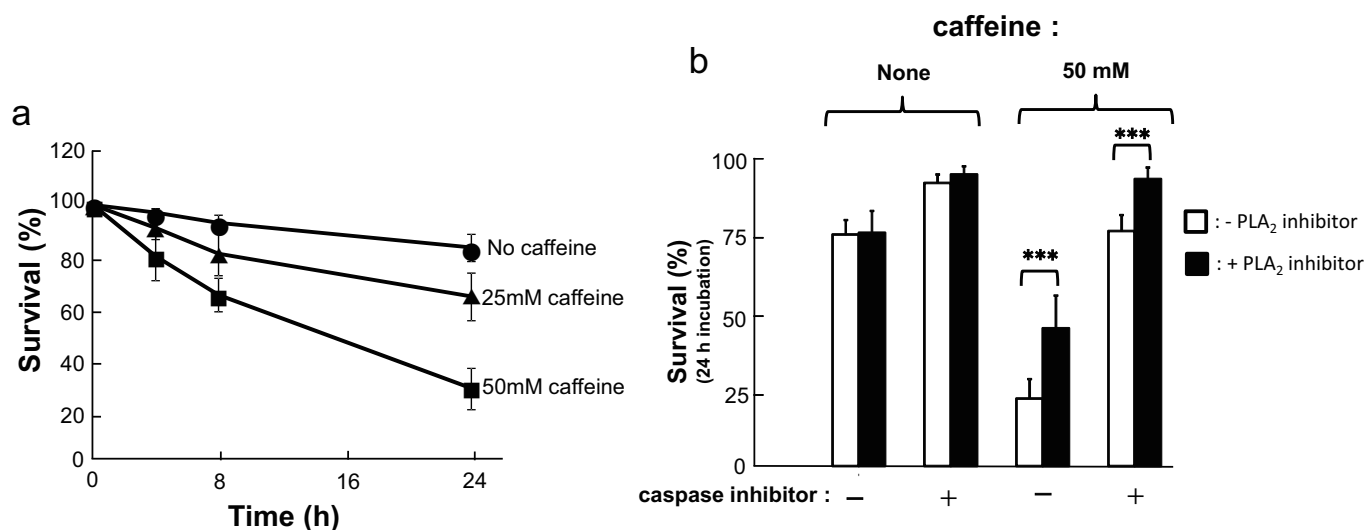 a
120
100
80
60
40
20
0
Survival (%)
0 8 16 24
Time (h)
No caffeine
25mM caffeine
50mM caffeine
b
caffeine :
None
50 mM
100
75
50
25
0
Survival (%)
(24 h incubation)
***
***
: - PLA₂ inhibitor
: + PLA₂ inhibitor
caspase inhibitor : − + − +